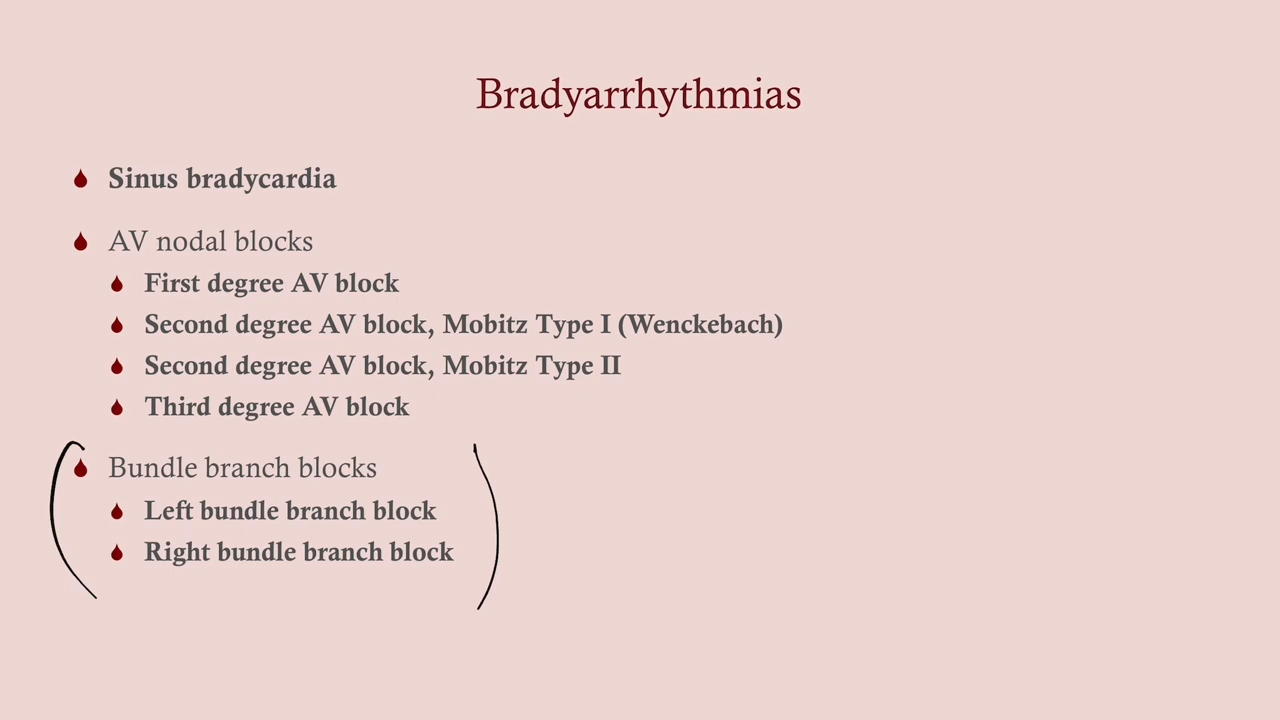 Bradyarrhythmias
Sinus bradycardia
AV nodal blocks
First degree AV block
Second degree AV block, Mobitz Type I (Wenckebach)
Second degree AV block, Mobitz Type II
Third degree AV block
Bundle branch blocks
Left bundle branch block
Right bundle branch block